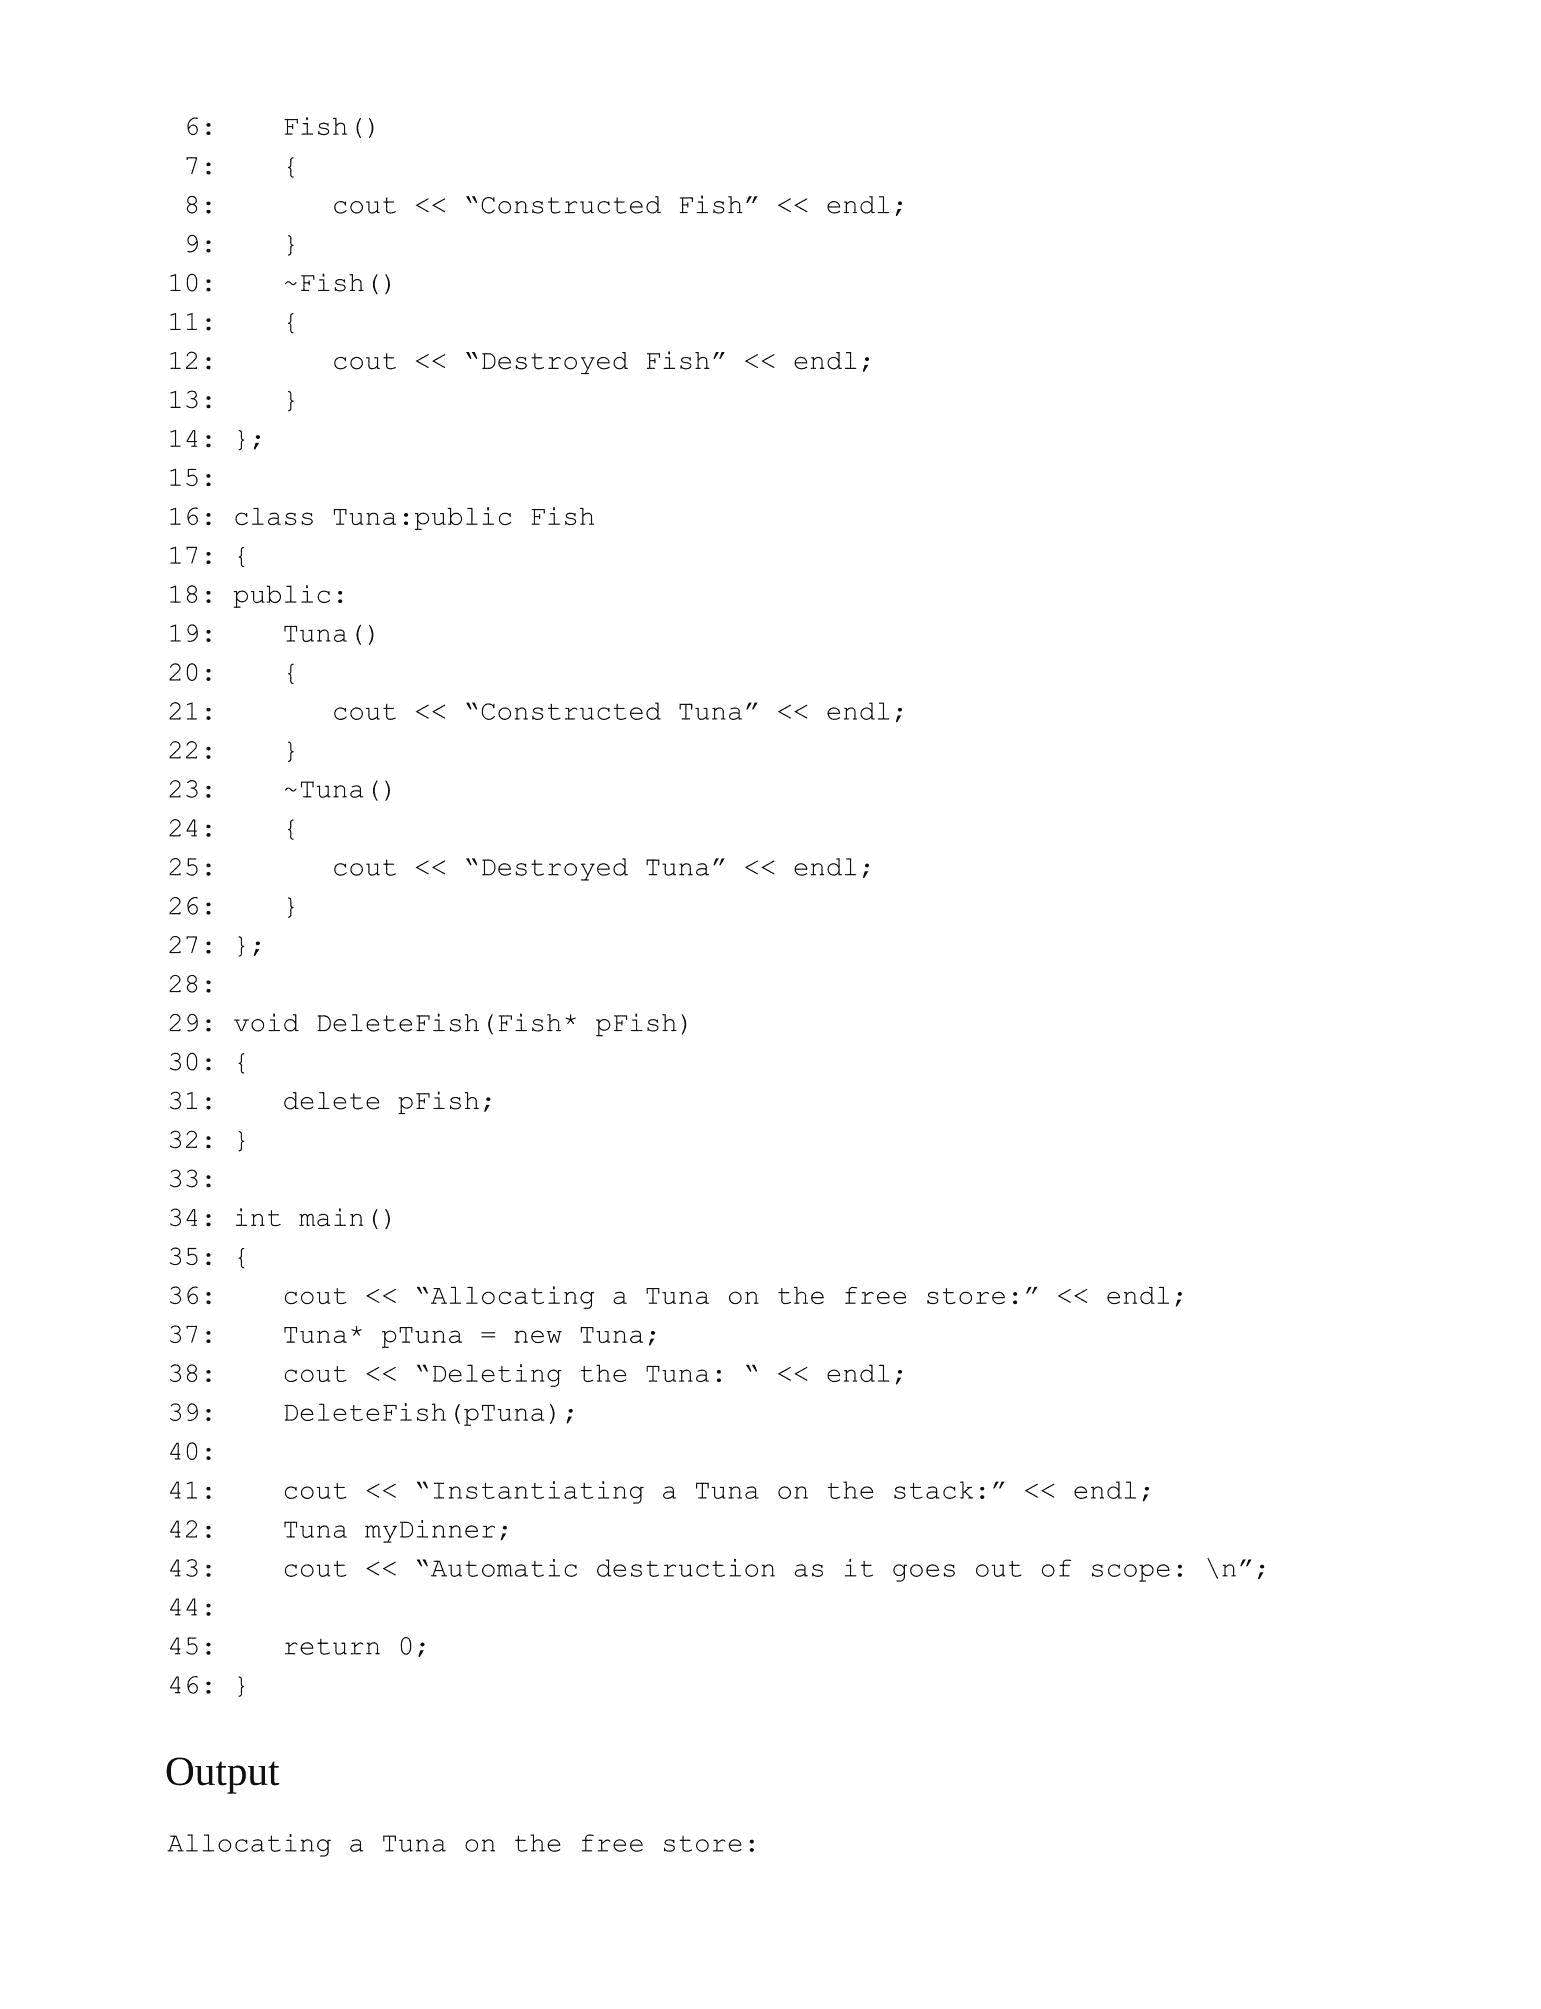 6:    Fish()
7:    {
8:       cout << “Constructed Fish” << endl;
9:    }
10:    ~Fish()
11:    {
12:       cout << “Destroyed Fish” << endl;
13:    }
14: };
15:
16: class Tuna:public Fish
17: {
18: public:
19:    Tuna()
20:    {
21:       cout << “Constructed Tuna” << endl;
22:    }
23:    ~Tuna()
24:    {
25:       cout << “Destroyed Tuna” << endl;
26:    }
27: };
28:
29: void DeleteFish(Fish* pFish)
30: {
31:    delete pFish;
32: }
33:
34: int main()
35: {
36:    cout << “Allocating a Tuna on the free store:” << endl;
37:    Tuna* pTuna = new Tuna;
38:    cout << “Deleting the Tuna: “ << endl;
39:    DeleteFish(pTuna);
40:
41:    cout << “Instantiating a Tuna on the stack:” << endl;
42:    Tuna myDinner;
43:    cout << “Automatic destruction as it goes out of scope: \n”;
44:
45:    return 0;
46: }
Output
Allocating a Tuna on the free store: